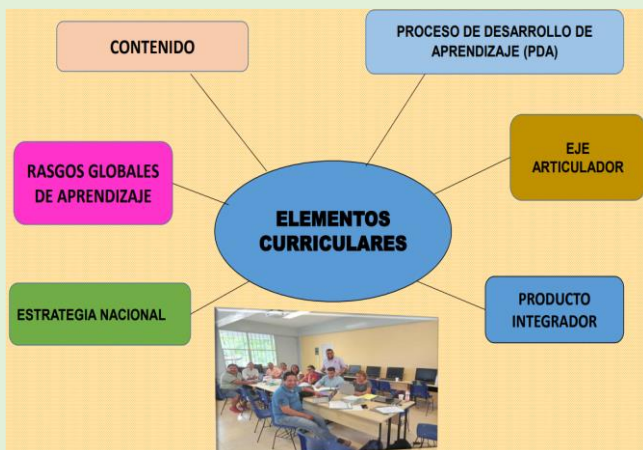 CONTENIDO
PROCESO DE DESARROLLO DE
APRENDIZAJE (PDA)
RASGOS GLOBALES
DE APRENDIZAJE
EJE
ARTICULADOR
ELEMENTOS
CURRICULARES
ESTRATEGIA NACIONAL
PRODUCTO
INTEGRADOR